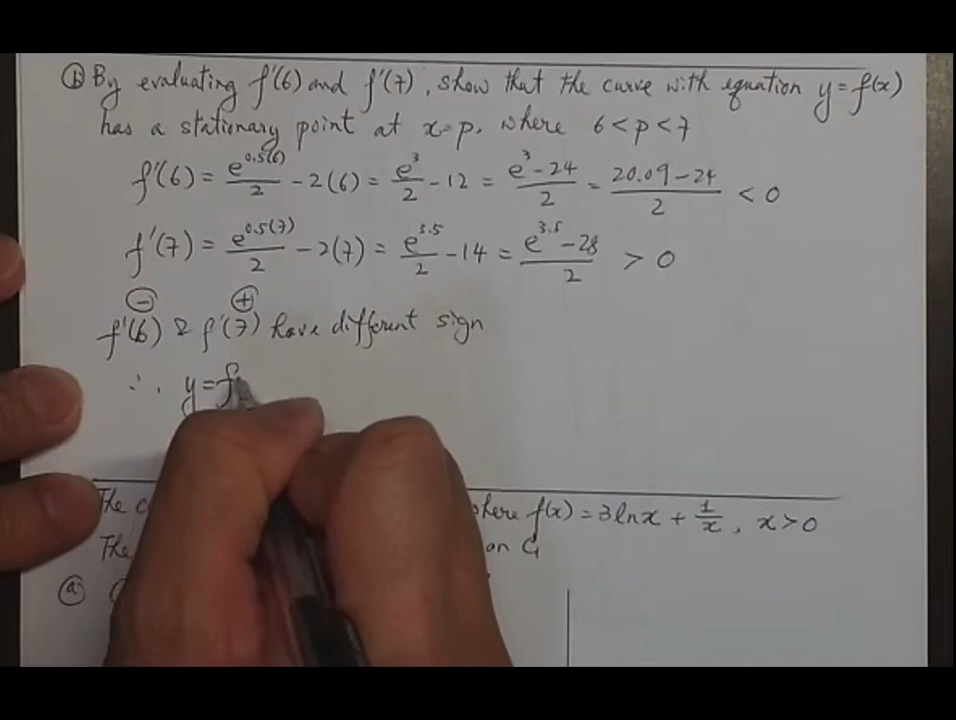 ⓑ By evaluating f'(6) and f'(7), show that the curve with equation y = f(x)
has a stationary point at x=p, where 6 < p < 7
f'(6) = e^0.5(6)/2 - 2(6) = e^3/2 - 12 = e^3 - 24/2 = 20.09 - 24/2 < 0
f'(7) = e^0.5(7)/2 - 2(7) = e^3.5/2 - 14 = e^3.5 - 28/2 > 0
⊖ ⊕
f'(6) & f'(7) have different sign
∴ y = f
The where f(x) = 3lnx + 1/x, x>0
The on C₁
ⓐ